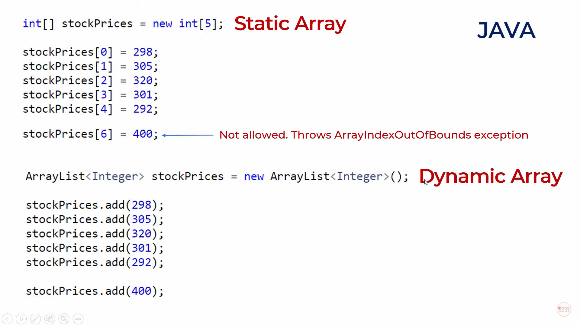 int[] stockPrices = new int[5]; Static Array
JAVA
stockPrices[0] = 298;
stockPrices[1] = 305;
stockPrices[2] = 320;
stockPrices[3] = 301;
stockPrices[4] = 292;
stockPrices[6] = 400; Not allowed. Throws ArrayIndexOutOfBounds exception
ArrayList<Integer> stockPrices = new ArrayList<Integer>(); Dynamic Array
stockPrices.add(298);
stockPrices.add(305);
stockPrices.add(320);
stockPrices.add(301);
stockPrices.add(292);
stockPrices.add(400);